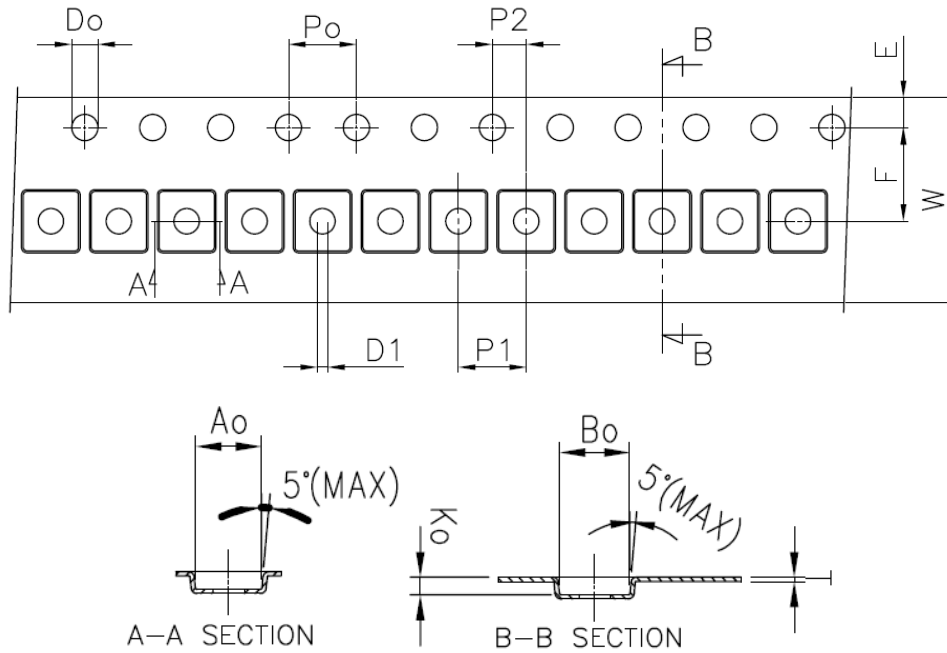 Do Po P2 B E
F W
A A
D1 P1 B
Ao 5°(MAX) Ko
Bo 5°(MAX) T
A-A SECTION B-B SECTION